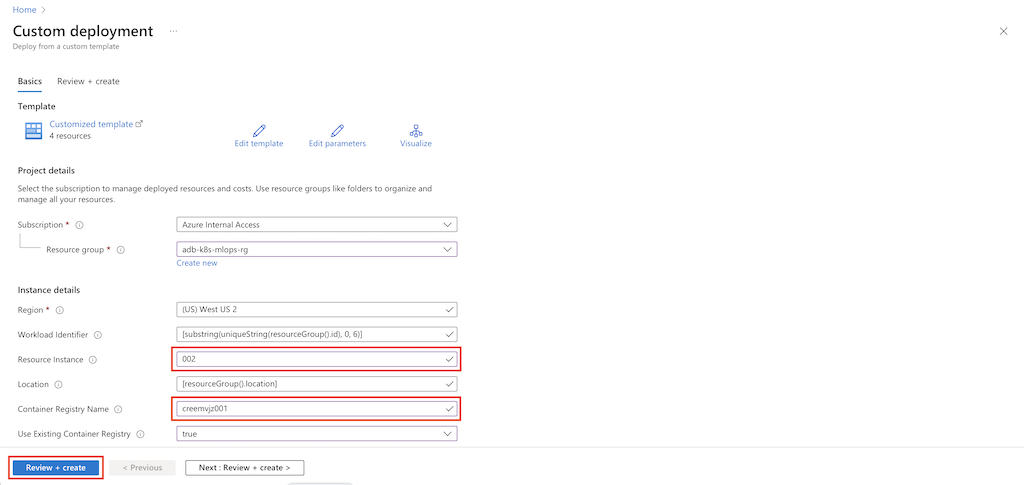 Home >
Custom deployment ...
Deploy from a custom template
Basics Review + create
Template
Customized template
4 resources
Edit template Edit parameters Visualize
Project details
Select the subscription to manage deployed resources and costs. Use resource groups like folders to organize and
manage all your resources.
Subscription * Azure Internal Access
Resource group * adb-k8s-mlops-rg
Create new
Instance details
Region * (US) West US 2
Workload Identifier [substring(uniqueString(resourceGroup().id), 0, 6)]
Resource Instance 002
Location [resourceGroup().location]
Container Registry Name creemvjz001
Use Existing Container Registry true
Review + create < Previous Next : Review + create >